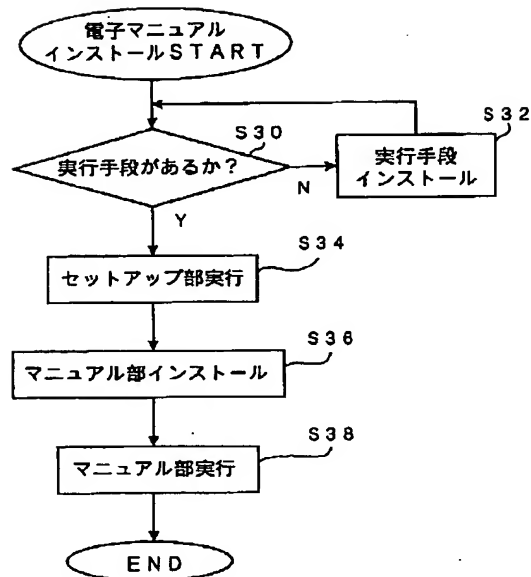 電子マニュアル
インストールSTART
S30
S32
実行手段があるか？
実行手段
インストール
N
Y
S34
セットアップ部実行
S36
マニュアル部インストール
S38
マニュアル部実行
END